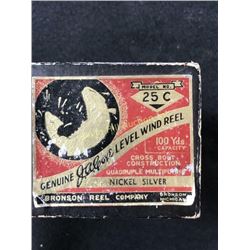 MODEL NO.
25 C
100 Yds.
CAPACITY
GENUINE LEVEL WIND REEL
CROSS BOLT
CONSTRUCTION
QUADRUPLE MULTIPLYING
NICKEL SILVER
BRONSON REEL COMPANY
BRONSON
MICHIGAN